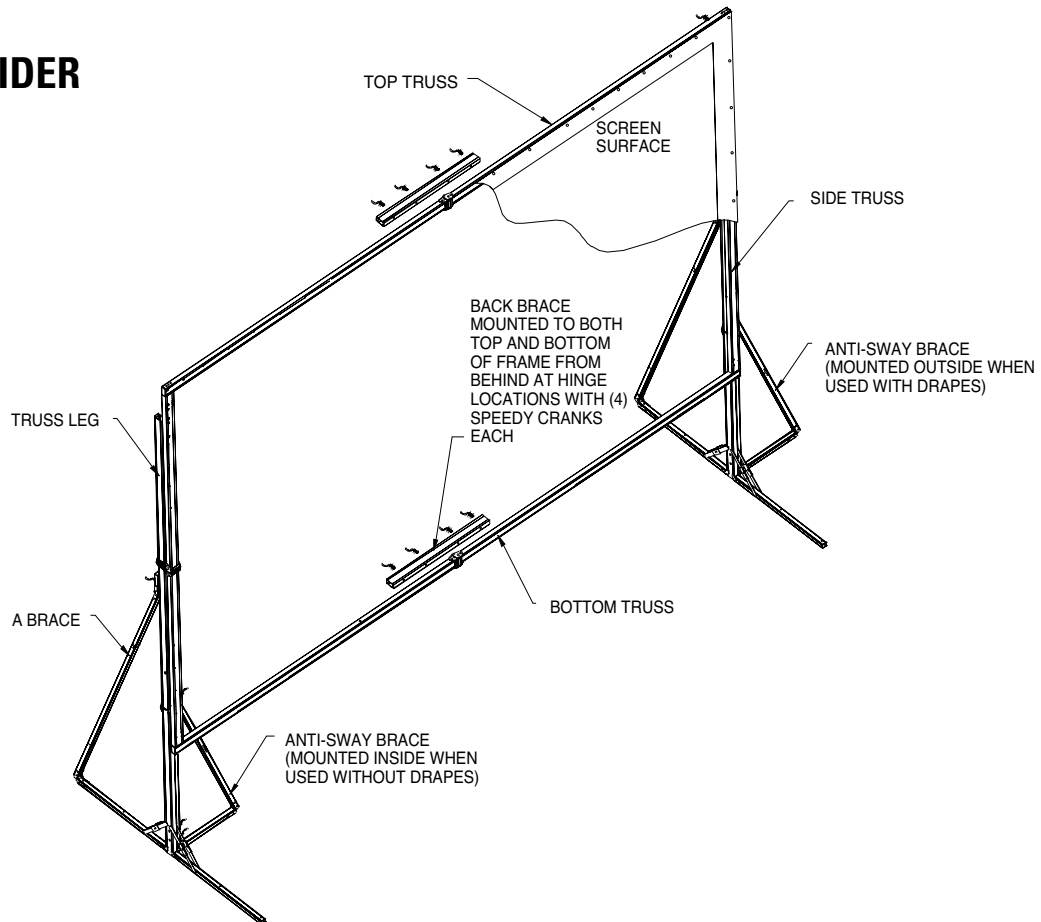 IDER
TOP TRUSS
SCREEN
SURFACE
SIDE TRUSS
BACK BRACE
MOUNTED TO BOTH
TOP AND BOTTOM
OF FRAME FROM
BEHIND AT HINGE
LOCATIONS WITH (4)
SPEEDY CRANKS
EACH
ANTI-SWAY BRACE
(MOUNTED OUTSIDE WHEN
USED WITH DRAPES)
TRUSS LEG
BOTTOM TRUSS
A BRACE
ANTI-SWAY BRACE
(MOUNTED INSIDE WHEN
USED WITHOUT DRAPES)